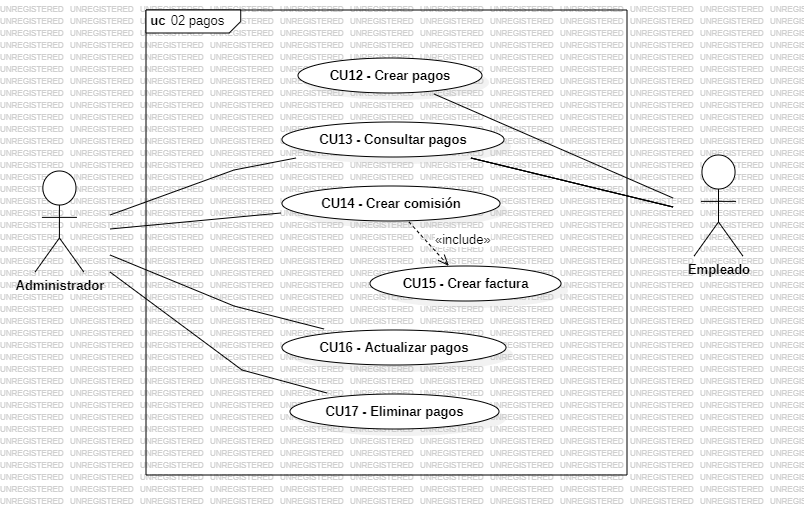 uc 02 pagos
CU12 - Crear pagos
CU13 - Consultar pagos
CU14 - Crear comisión
«include»
CU15 - Crear factura
Administrador
Empleado
CU16 - Actualizar pagos
CU17 - Eliminar pagos
UNREGISTERED